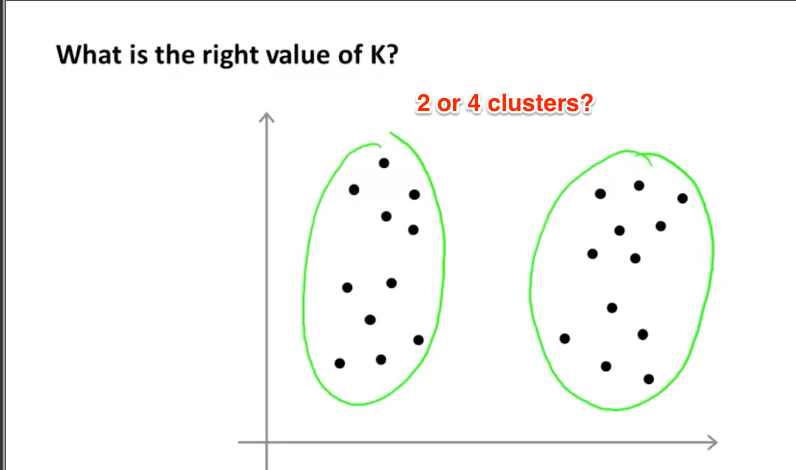 What is the right value of K?
2 or 4 clusters?